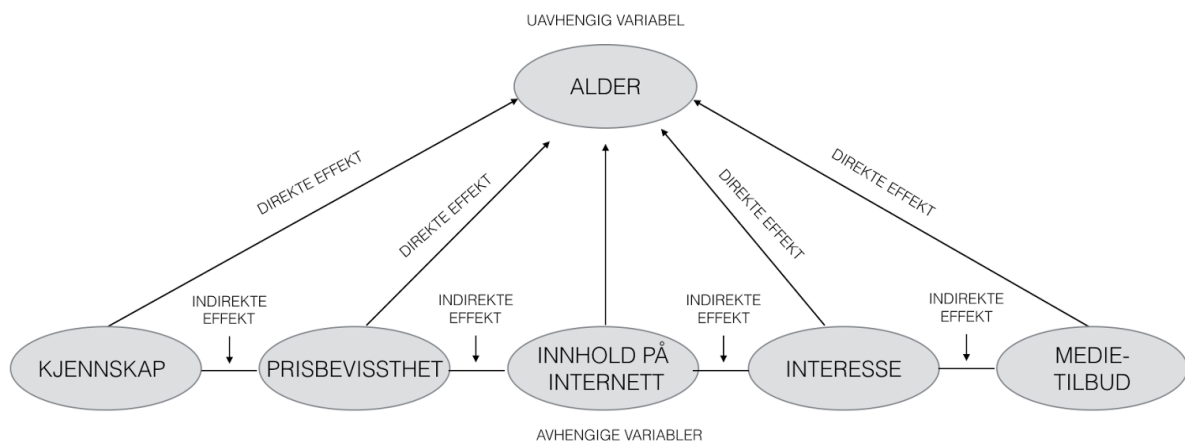 UAVHENGIG VARIABEL
ALDER
DIREKTE EFFEKT
DIREKTE EFFEKT
DIREKTE EFFEKT
DIREKTE EFFEKT
INDIREKTE
EFFEKT
INDIREKTE
EFFEKT
INDIREKTE
EFFEKT
INDIREKTE
EFFEKT
KJENNSKAP
PRISBEVISSTHET
INNHOLD PÅ
INTERNETT
INTERESSE
MEDIE-
TILBUD
AVHENGIGE VARIABLER